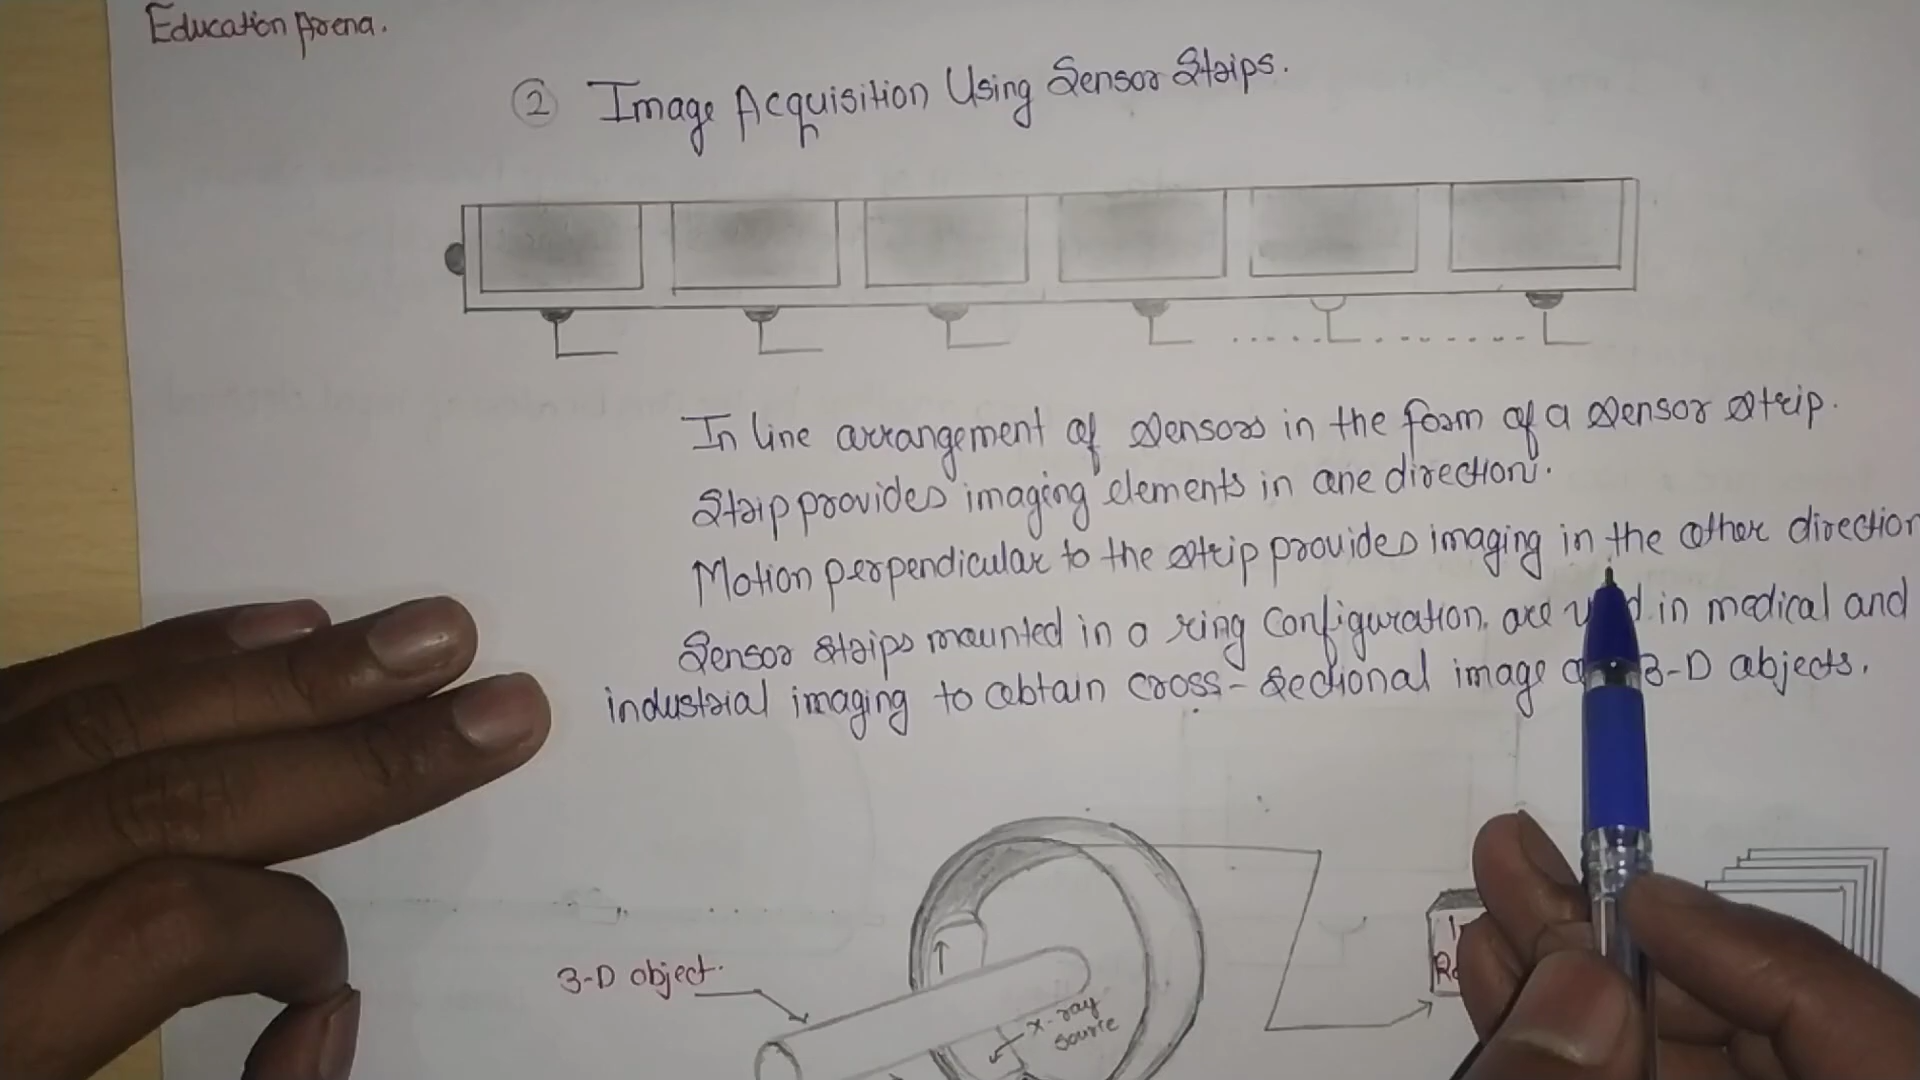 Education Arena.
② Image Acquisition Using Sensor Strips.
In line arrangement of sensors in the form of a sensor strip.
Strip provides imaging elements in one direction.
Motion perpendicular to the strip provides imaging in the other direction
Sensor strips mounted in a ring configuration are in medical and
industrial imaging to obtain cross-sectional image 3-D objects.
3-D object.
x-ray
source